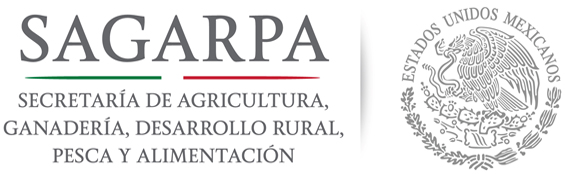 SAGARPA
SECRETARÍA DE AGRICULTURA,
GANADERÍA, DESARROLLO RURAL,
PESCA Y ALIMENTACIÓN
ESTADOS UNIDOS MEXICANOS